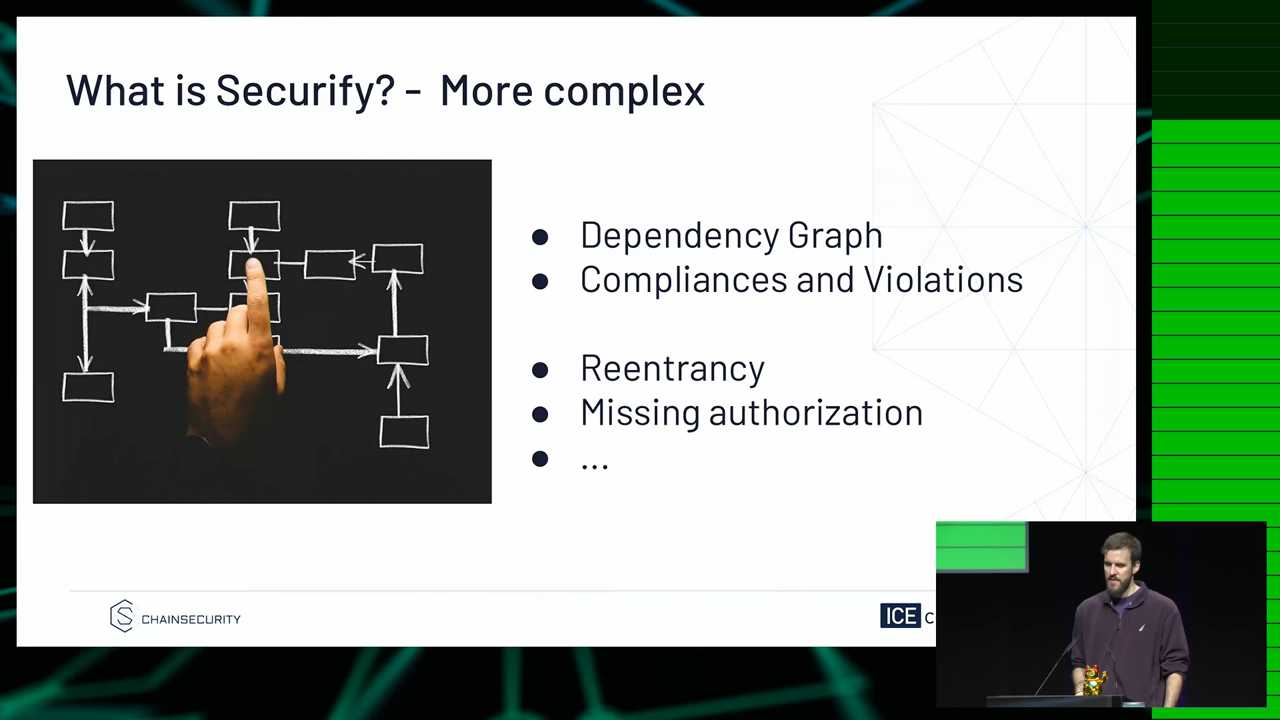 What is Securify? - More complex
● Dependency Graph
● Compliances and Violations
● Reentrancy
● Missing authorization
● ...
CHAINSECURITY
ICE